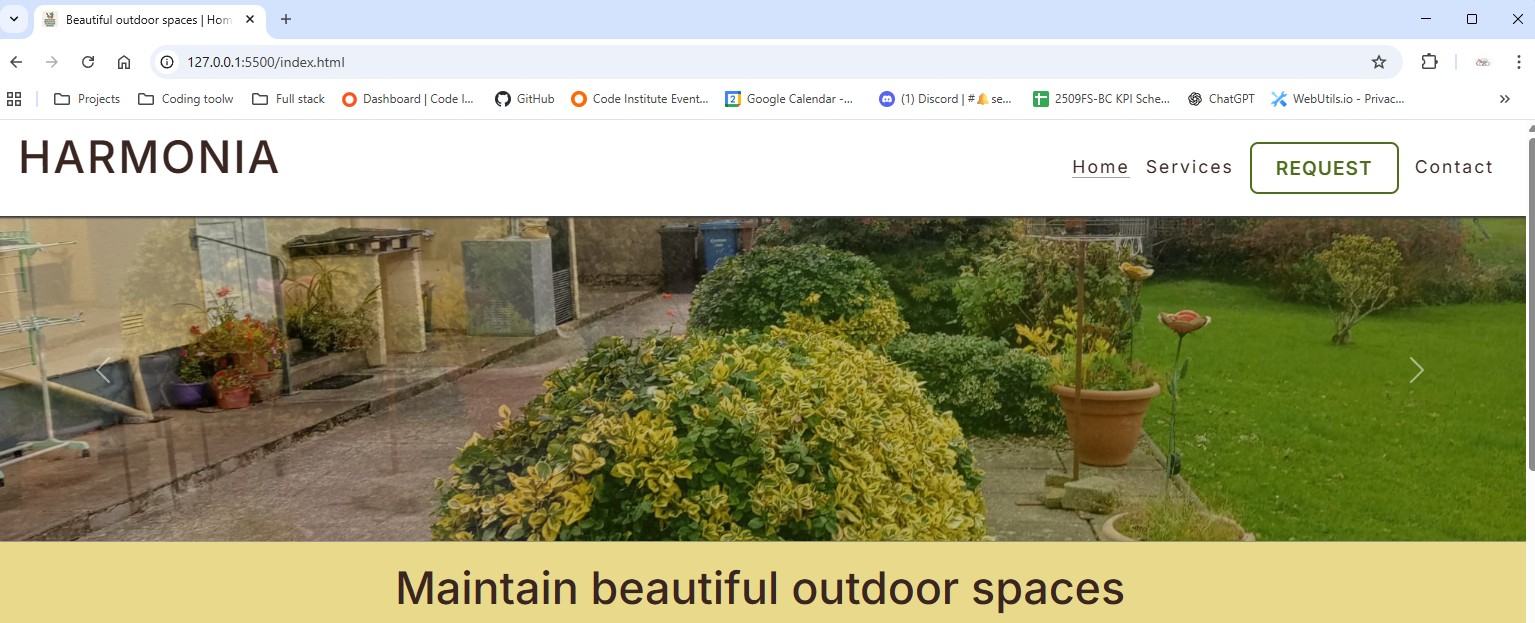 Beautiful outdoor spaces | Hom
127.0.0.1:5500/index.html
Projects Coding toolw Full stack Dashboard | Code I... GitHub Code Institute Event... Google Calendar -... (1) Discord | #🔔se... 2509FS-BC KPI Sche... ChatGPT WebUtils.io - Privac...
HARMONIA
Home Services REQUEST Contact
Maintain beautiful outdoor spaces